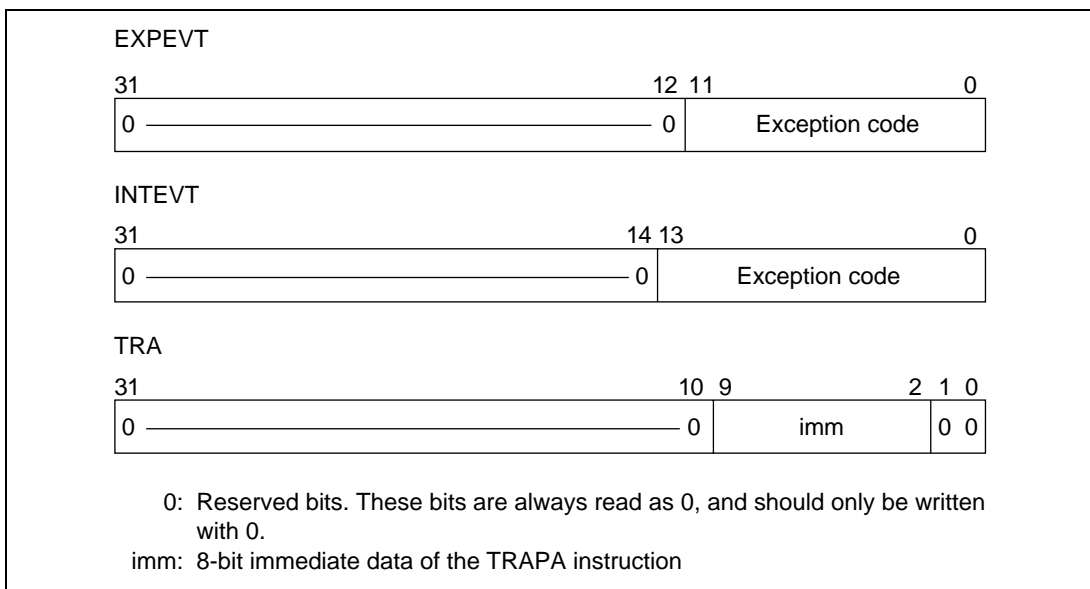 EXPEVT
31 12 11 0
0 0 Exception code
INTEVT
31 14 13 0
0 0 Exception code
TRA
31 10 9 2 1 0
0 0 imm 0 0
0: Reserved bits. These bits are always read as 0, and should only be written
with 0.
imm: 8-bit immediate data of the TRAPA instruction